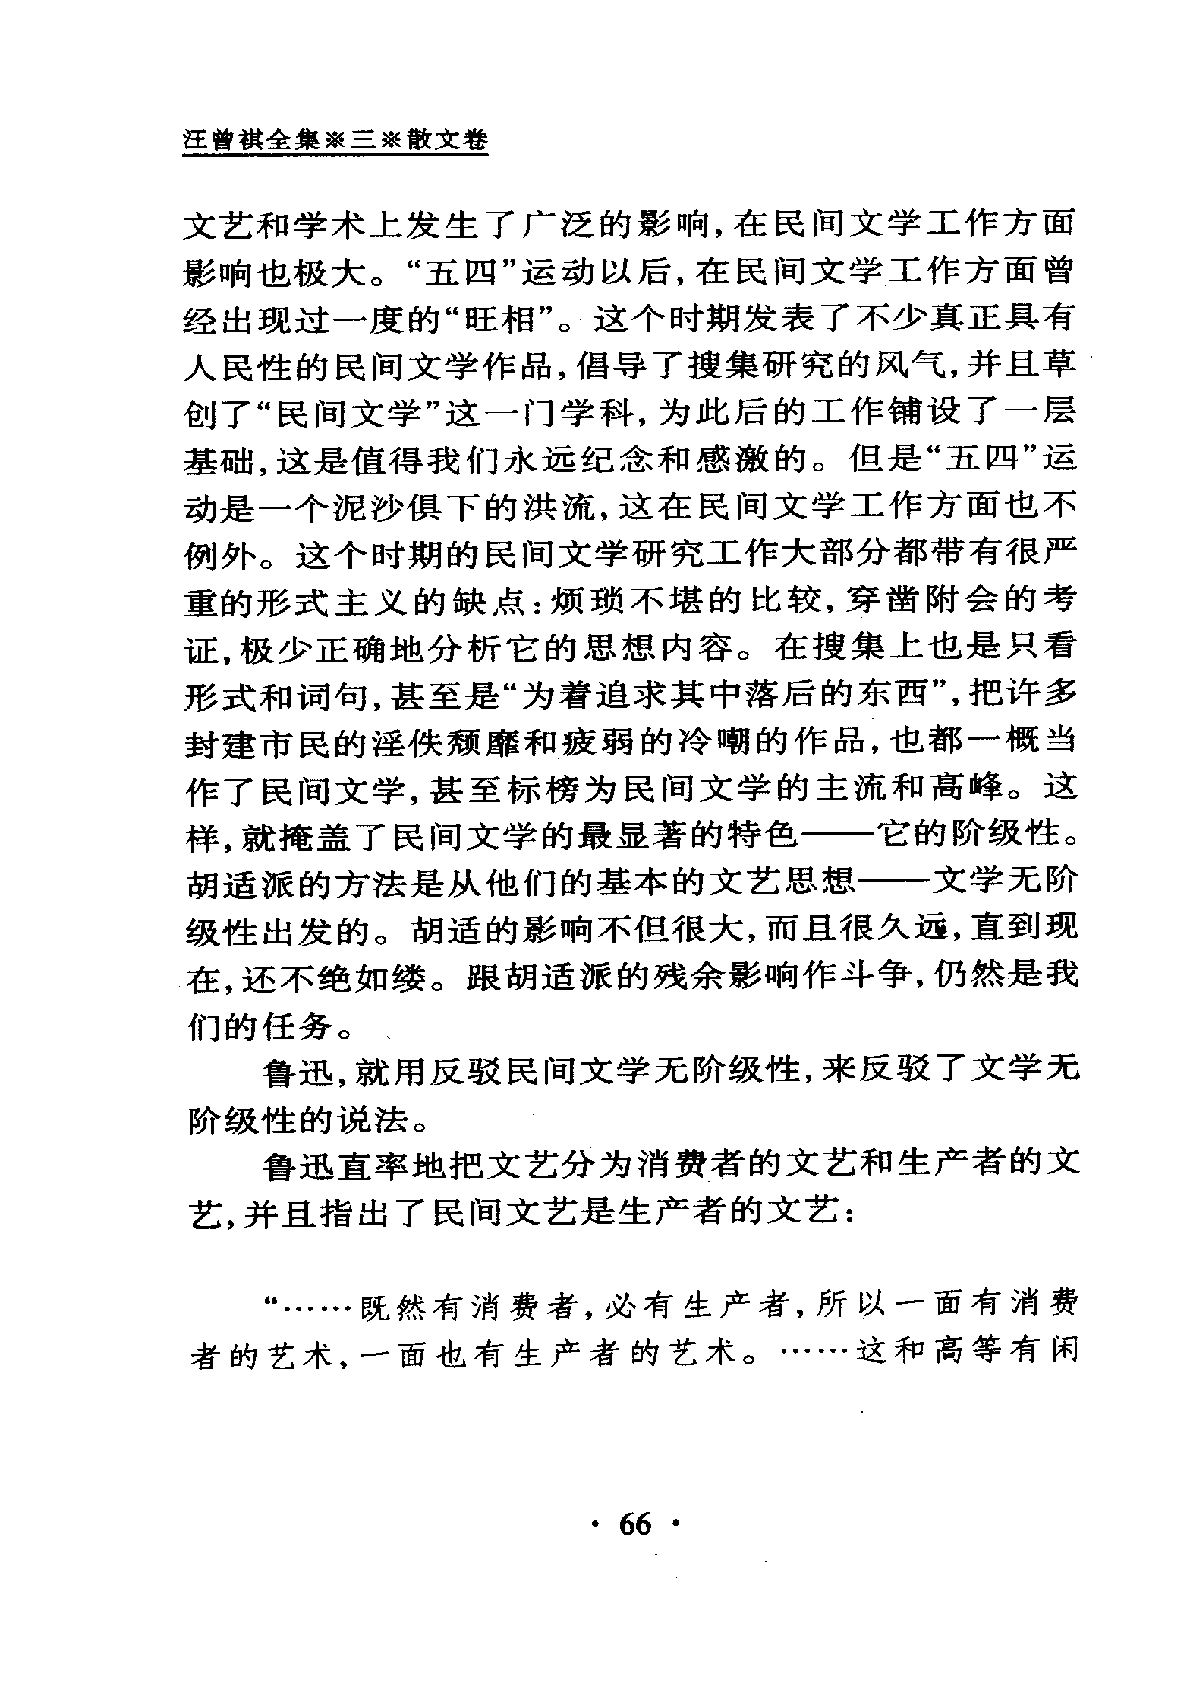 汪曾祺全集※三※散文卷
文艺和学术上发生了广泛的影响,在民间文学工作方面
影响也极大。“五四”运动以后,在民间文学工作方面曾
经出现过一度的“旺相”。这个时期发表了不少真正具有
人民性的民间文学作品,倡导了搜集研究的风气,并且草
创了“民间文学”这一门学科,为此后的工作铺设了一层
基础,这是值得我们永远纪念和感激的。但是“五四”运
动是一个泥沙俱下的洪流,这在民间文学工作方面也不
例外。这个时期的民间文学研究工作大部分都带有很严
重的形式主义的缺点:烦琐不堪的比较,穿凿附会的考
证,极少正确地分析它的思想内容。在搜集上也是只看
形式和词句,甚至是“为着追求其中落后的东西”,把许多
封建市民的淫佚颓靡和疲弱的冷嘲的作品,也都一概当
作了民间文学,甚至标榜为民间文学的主流和高峰。这
样,就掩盖了民间文学的最显著的特色——它的阶级性。
胡适派的方法是从他们的基本的文艺思想——文学无阶
级性出发的。胡适的影响不但很大,而且很久远,直到现
在,还不绝如缕。跟胡适派的残余影响作斗争,仍然是我
们的任务。
鲁迅,就用反驳民间文学无阶级性,来反驳了文学无
阶级性的说法。
鲁迅直率地把文艺分为消费者的文艺和生产者的文
艺,并且指出了民间文艺是生产者的文艺:
“……既然有消费者,必有生产者,所以一面有消费
者的艺术,一面也有生产者的艺术。……这和高等有闲
· 66 ·